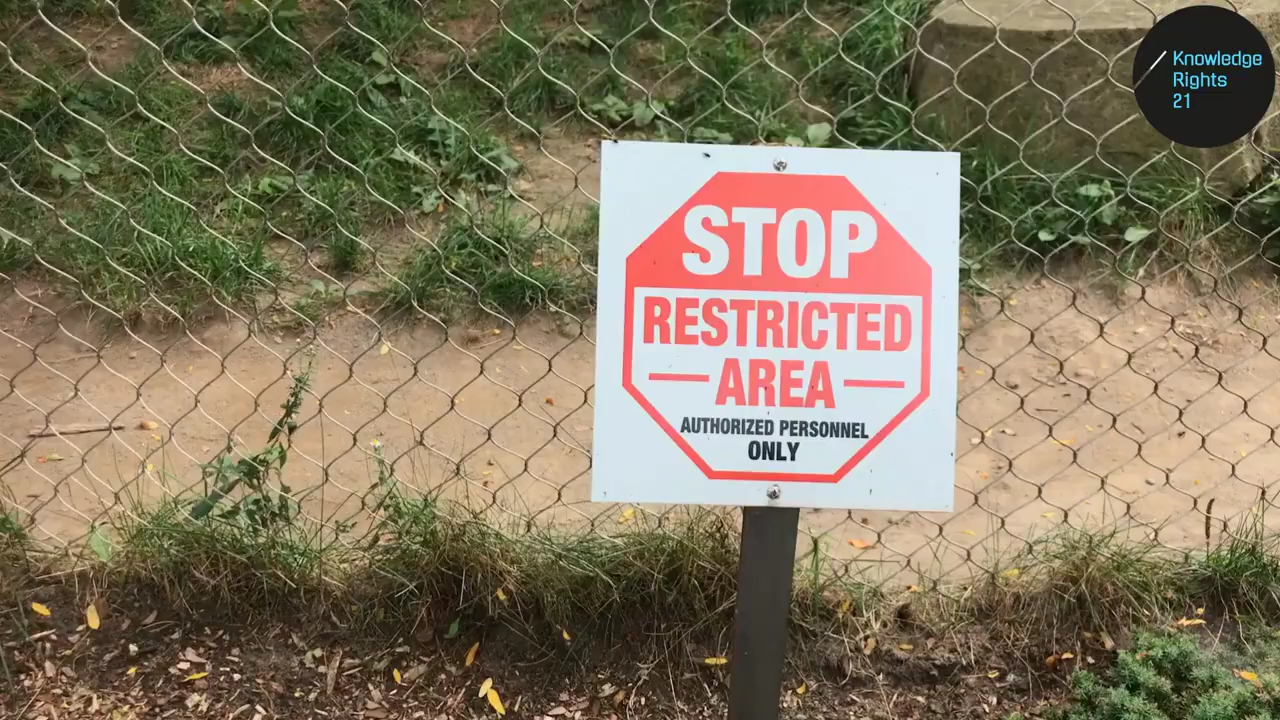 Knowledge
Rights
21
STOP
RESTRICTED
AREA
AUTHORIZED PERSONNEL
ONLY